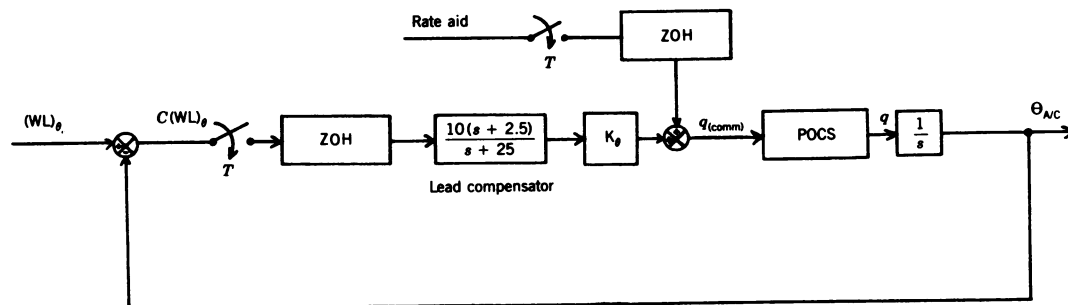 Rate aid
T
ZOH
(WL)θ
C(WL)θ
T
ZOH
10(s + 2.5)
s + 25
Lead compensator
Kθ
q(comm)
POCS
q
1
s
ΘA/C